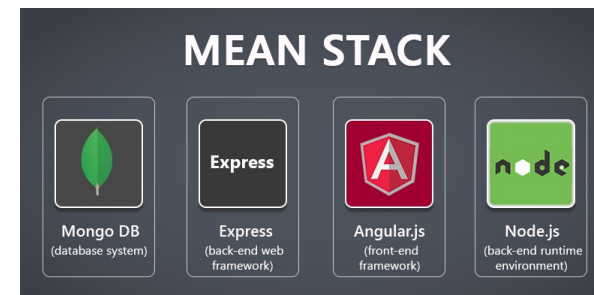 MEAN STACK
Express
A
node
Mongo DB
(database system)
Express
(back-end web
framework)
Angular.js
(front-end
framework)
Node.js
(back-end runtime
environment)